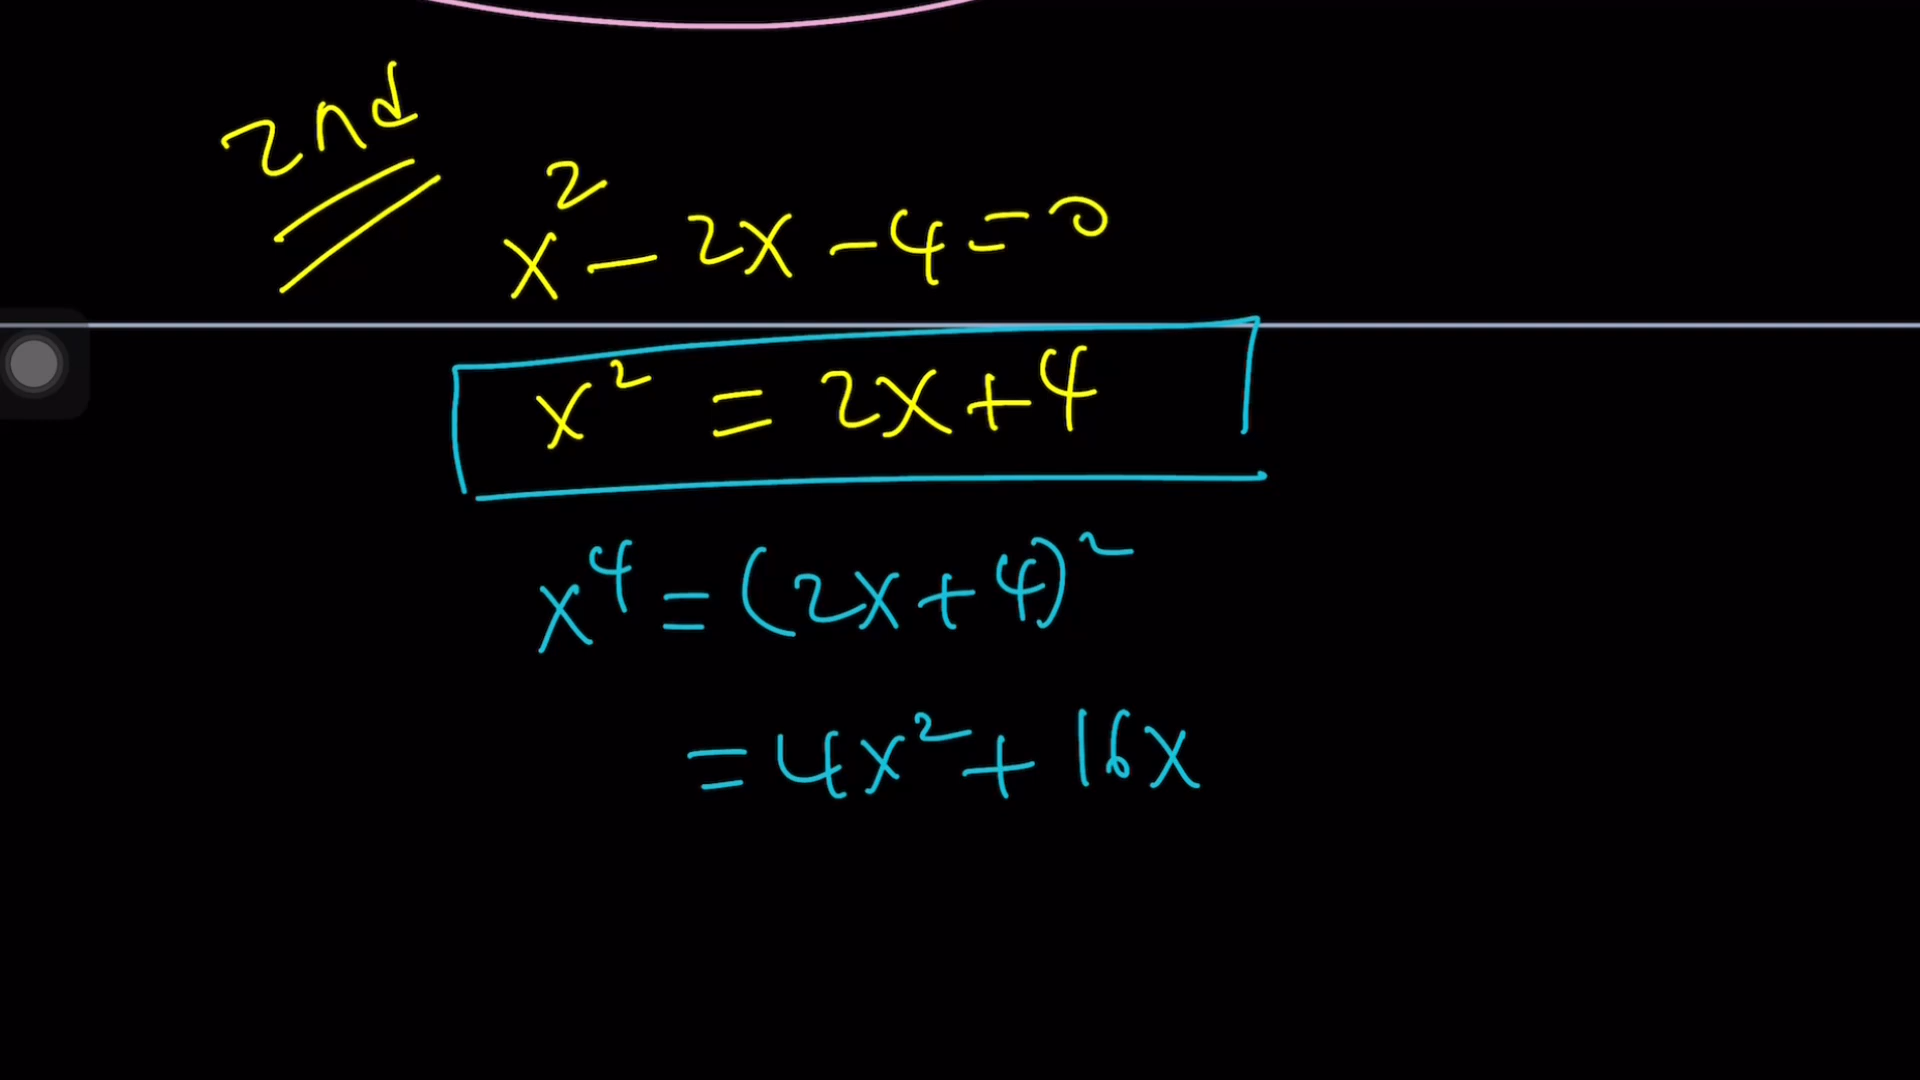 2nd
x² - 2x - 4 = 0
x² = 2x + 4
x⁴ = (2x + 4)²
= 4x² + 16x